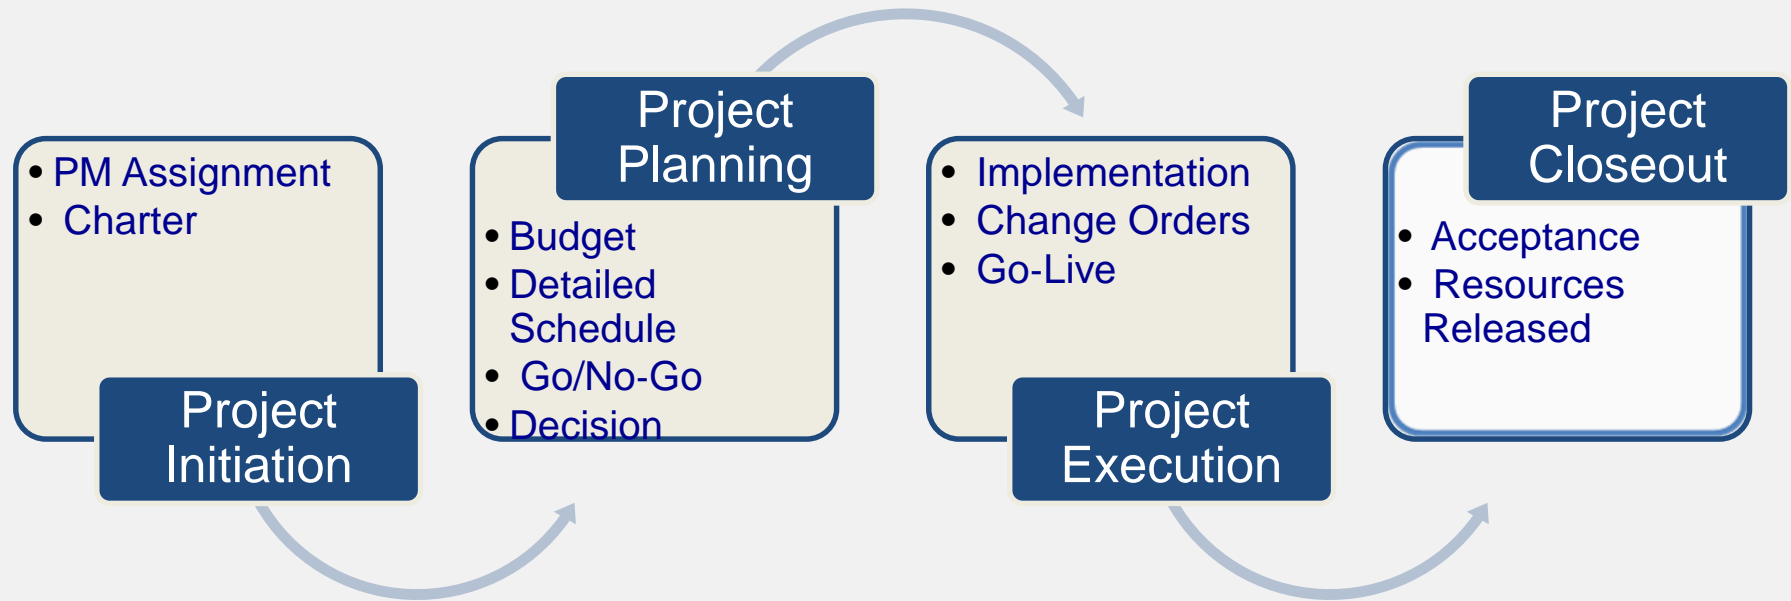 • PM Assignment
• Charter
Project
Initiation
Project
Planning
• Budget
• Detailed
Schedule
• Go/No-Go
• Decision
• Implementation
• Change Orders
• Go-Live
Project
Execution
Project
Closeout
• Acceptance
• Resources
Released